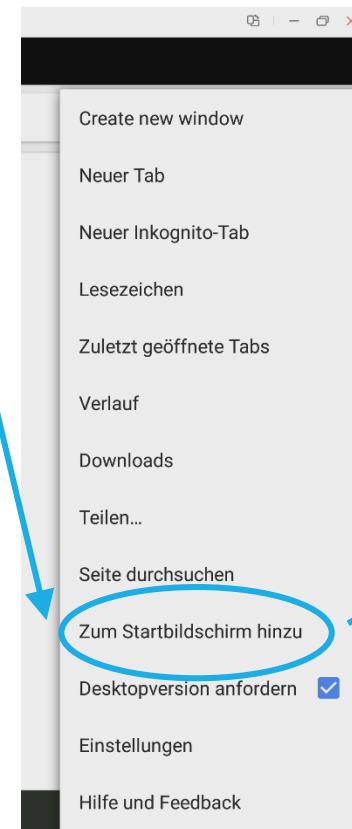 Create new window
Neuer Tab
Neuer Inkognito-Tab
Lesezeichen
Zuletzt geöffnete Tabs
Verlauf
Downloads
Teilen...
Seite durchsuchen
Zum Startbildschirm hinzu
Desktopversion anfordern
Einstellungen
Hilfe und Feedback